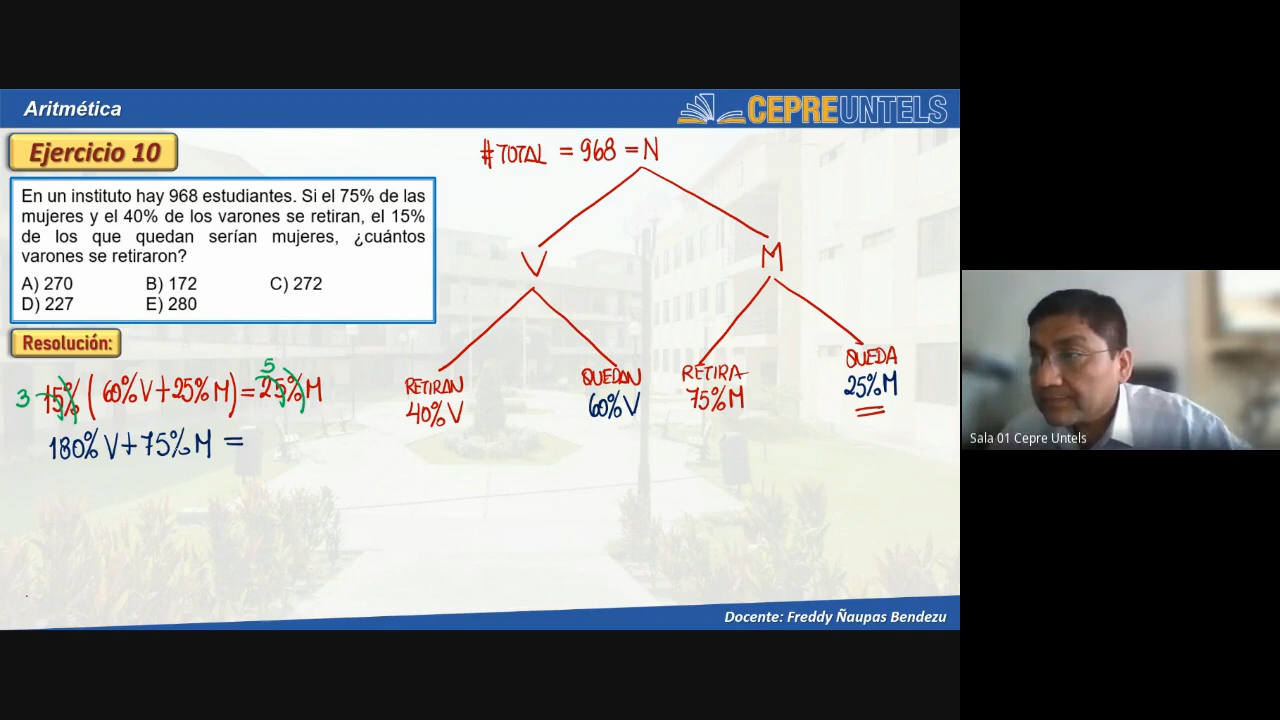 Aritmética
CEPREUNTELS
Ejercicio 10
En un instituto hay 968 estudiantes. Si el 75% de las
mujeres y el 40% de los varones se retiran, el 15%
de los que quedan serían mujeres, ¿cuántos
varones se retiraron?
A) 270 B) 172 C) 272
D) 227 E) 280
Resolución:
3 15% (60%V+25%M)=25%M 5
180%V+75%M =
#TOTAL = 968 = N
V M
RETIRAN QUEDAN RETIRA QUEDA
40%V 60%V 75%M 25%M
Docente: Freddy Ñaupas Bendezu
Sala 01 Cepre Untels